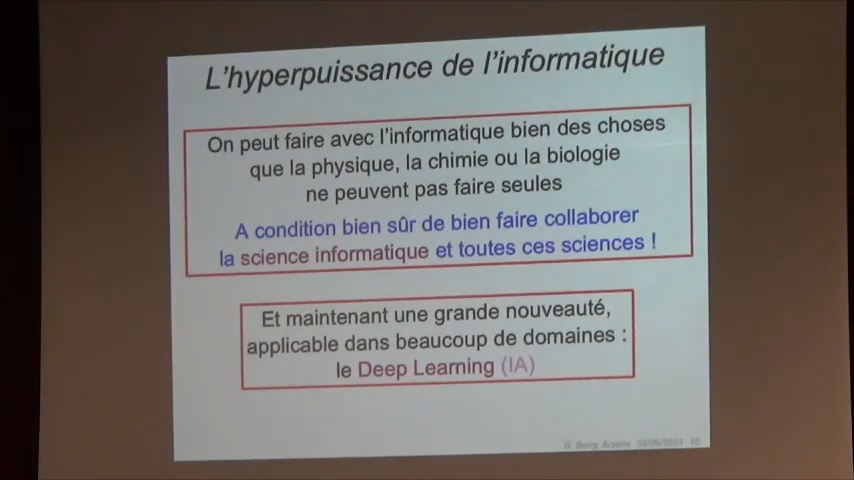 L'hyperpuissance de l'informatique
On peut faire avec l'informatique bien des choses
que la physique, la chimie ou la biologie
ne peuvent pas faire seules
A condition bien sûr de bien faire collaborer
la science informatique et toutes ces sciences !
Et maintenant une grande nouveauté,
applicable dans beaucoup de domaines :
le Deep Learning (IA)
G. Berry, 10